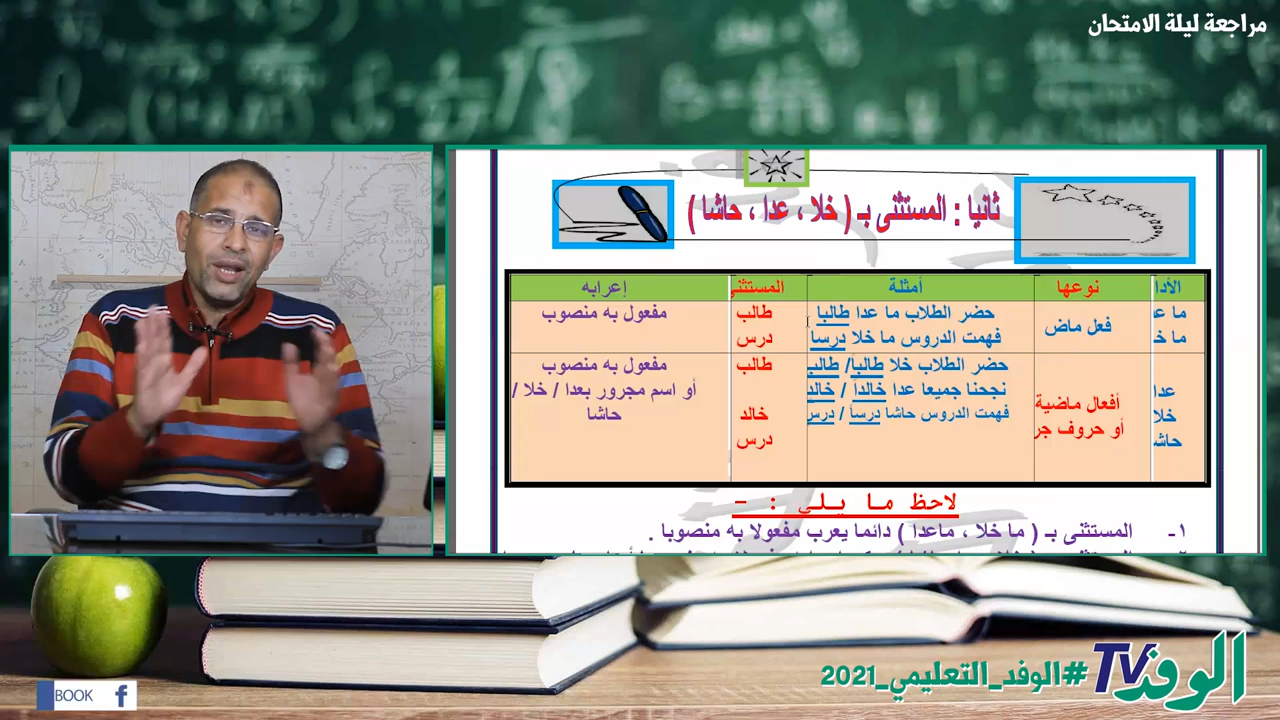 مراجعة ليلة الامتحان
ثانيا : المستثنى بـ ( خلا ، عدا ، حاشا )
نوعها
أمثلة
إعرابه
فعل ماض
حضر الطلاب ما عدا طالبا
فهمت الدروس ما خلا درسا
طالب
درس
مفعول به منصوب
عدا
خلا
أفعال ماضية
أو حروف جر
حضر الطلاب خلا طالباً/ طالب
نجحنا جميعا عدا خالداً / خالد
فهمت الدروس حاشا درساً / درس
طالب
خالد
درس
مفعول به منصوب
أو اسم مجرور بعدا / خلا /
حاشا
لاحظ ما يلى : -
١- المستثنى بـ ( ما خلا ، ماعدا ) دائما يعرب مفعولا به منصوبا .
الوفد TV #الوفد_التعليمي_2021
BOOK f